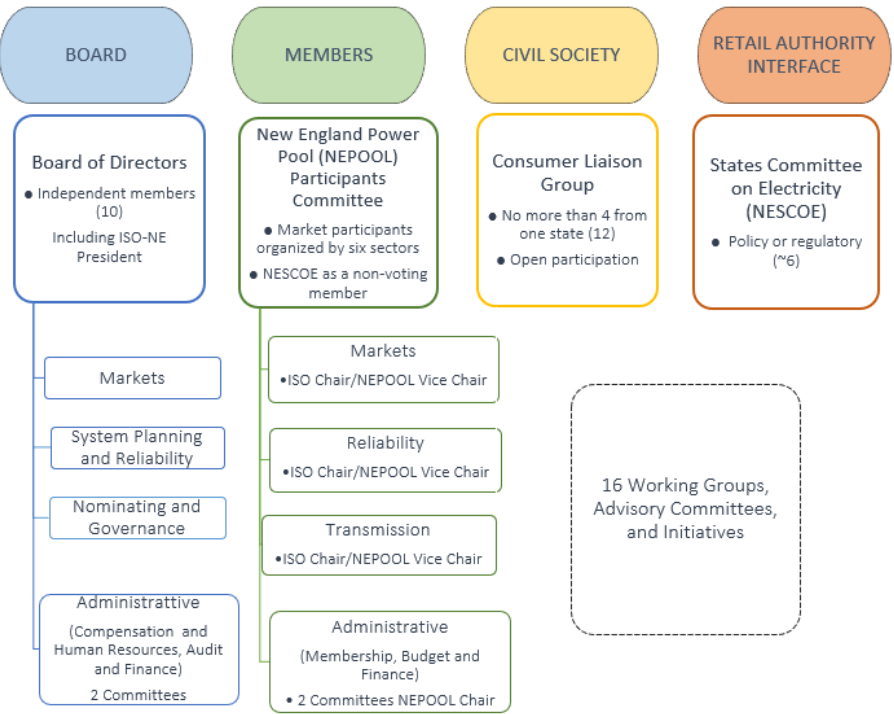 BOARD
MEMBERS
CIVIL SOCIETY
RETAIL AUTHORITY
INTERFACE
Board of Directors
● Independent members
(10)
Including ISO-NE
President
New England Power
Pool (NEPOOL)
Participants
Committee
● Market participants
organized by six sectors
● NESCOE as a non-voting
member
Consumer Liaison
Group
● No more than 4 from
one state (12)
● Open participation
States Committee
on Electricity
(NESCOE)
● Policy or regulatory
(~6)
Markets
System Planning
and Reliability
Nominating and
Governance
Administrattive
(Compensation and
Human Resources, Audit
and Finance)
2 Committees
Markets
•ISO Chair/NEPOOL Vice Chair
Reliability
•ISO Chair/NEPOOL Vice Chair
Transmission
•ISO Chair/NEPOOL Vice Chair
Administrative
(Membership, Budget and
Finance)
• 2 Committees NEPOOL Chair
16 Working Groups,
Advisory Committees,
and Initiatives